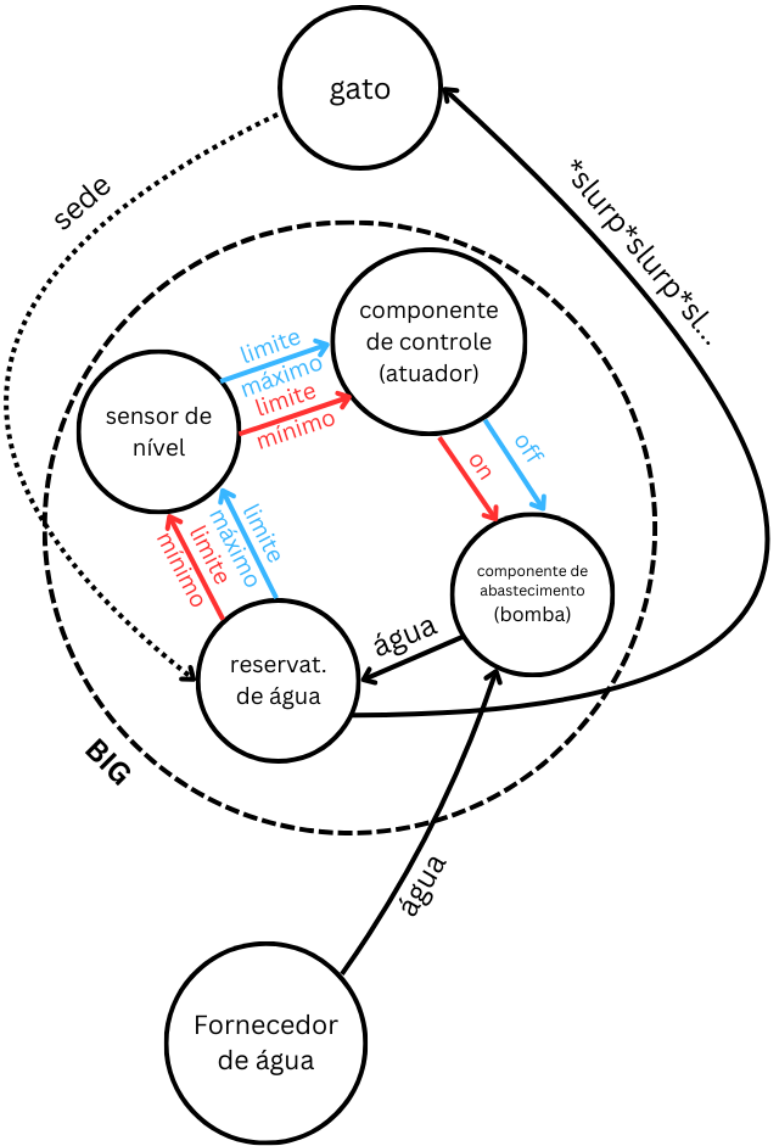 gato
sede
*slurp*slurp*sl...
componente
de controle
(atuador)
limite
máximo
limite
mínimo
sensor de
nível
on
off
limite
mínimo
limite
máximo
componente de
abastecimento
(bomba)
água
reservat.
de água
BIG
água
Fornecedor
de água